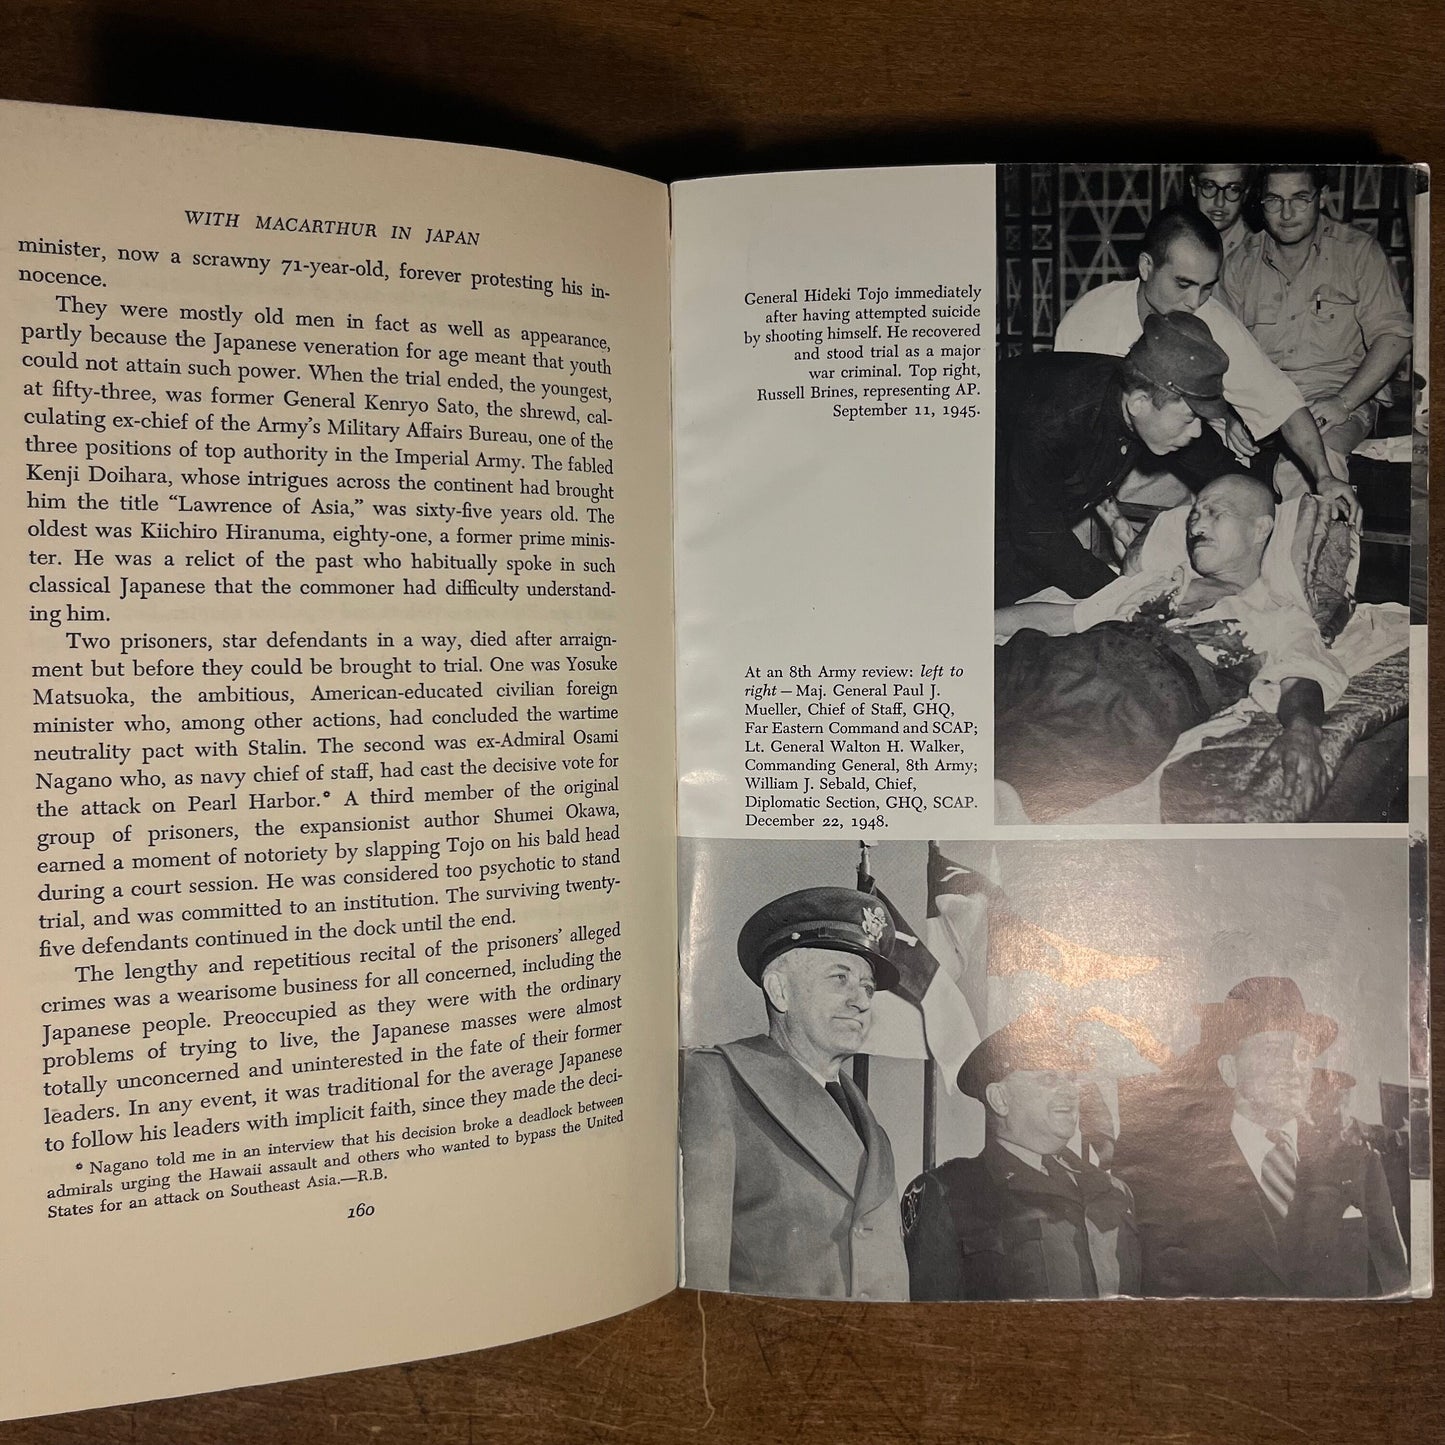 WITH MACARTHUR IN JAPAN
minister, now a scrawny 71-year-old, forever protesting his in-
nocence.
They were mostly old men in fact as well as appearance,
partly because the Japanese veneration for age meant that youth
could not attain such power. When the trial ended, the youngest,
at fifty-three, was former General Kenryo Sato, the shrewd, cal-
culating ex-chief of the Army's Military Affairs Bureau, one of the
three positions of top authority in the Imperial Army. The fabled
Kenji Doihara, whose intrigues across the continent had brought
him the title “Lawrence of Asia,” was sixty-five years old. The
oldest was Kiichiro Hiranuma, eighty-one, a former prime minis-
ter. He was a relict of the past who habitually spoke in such
classical Japanese that the commoner had difficulty understand-
ing him.
Two prisoners, star defendants in a way, died after arraign-
ment but before they could be brought to trial. One was Yosuke
Matsuoka, the ambitious, American-educated civilian foreign
minister who, among other actions, had concluded the wartime
neutrality pact with Stalin. The second was ex-Admiral Osami
Nagano who, as navy chief of staff, had cast the decisive vote for
the attack on Pearl Harbor.* A third member of the original
group of prisoners, the expansionist author Shumei Okawa,
earned a moment of notoriety by slapping Tojo on his bald head
during a court session. He was considered too psychotic to stand
trial, and was committed to an institution. The surviving twenty-
five defendants continued in the dock until the end.
The lengthy and repetitious recital of the prisoners' alleged
crimes was a wearisome business for all concerned, including the
Japanese people. Preoccupied as they were with the ordinary
problems of trying to live, the Japanese masses were almost
totally unconcerned and uninterested in the fate of their former
leaders. In any event, it was traditional for the average Japanese
to follow his leaders with implicit faith, since they made the deci-
* Nagano told me in an interview that his decision broke a deadlock between
admirals urging the Hawaii assault and others who wanted to bypass the United
States for an attack on Southeast Asia.—R.B.
160
General Hideki Tojo immediately
after having attempted suicide
by shooting himself. He recovered
and stood trial as a major
war criminal. Top right,
Russell Brines, representing AP.
September 11, 1945.
At an 8th Army review: left to
right — Maj. General Paul J.
Mueller, Chief of Staff, GHQ,
Far Eastern Command and SCAP;
Lt. General Walton H. Walker,
Commanding General, 8th Army;
William J. Sebald, Chief,
Diplomatic Section, GHQ, SCAP.
December 22, 1948.